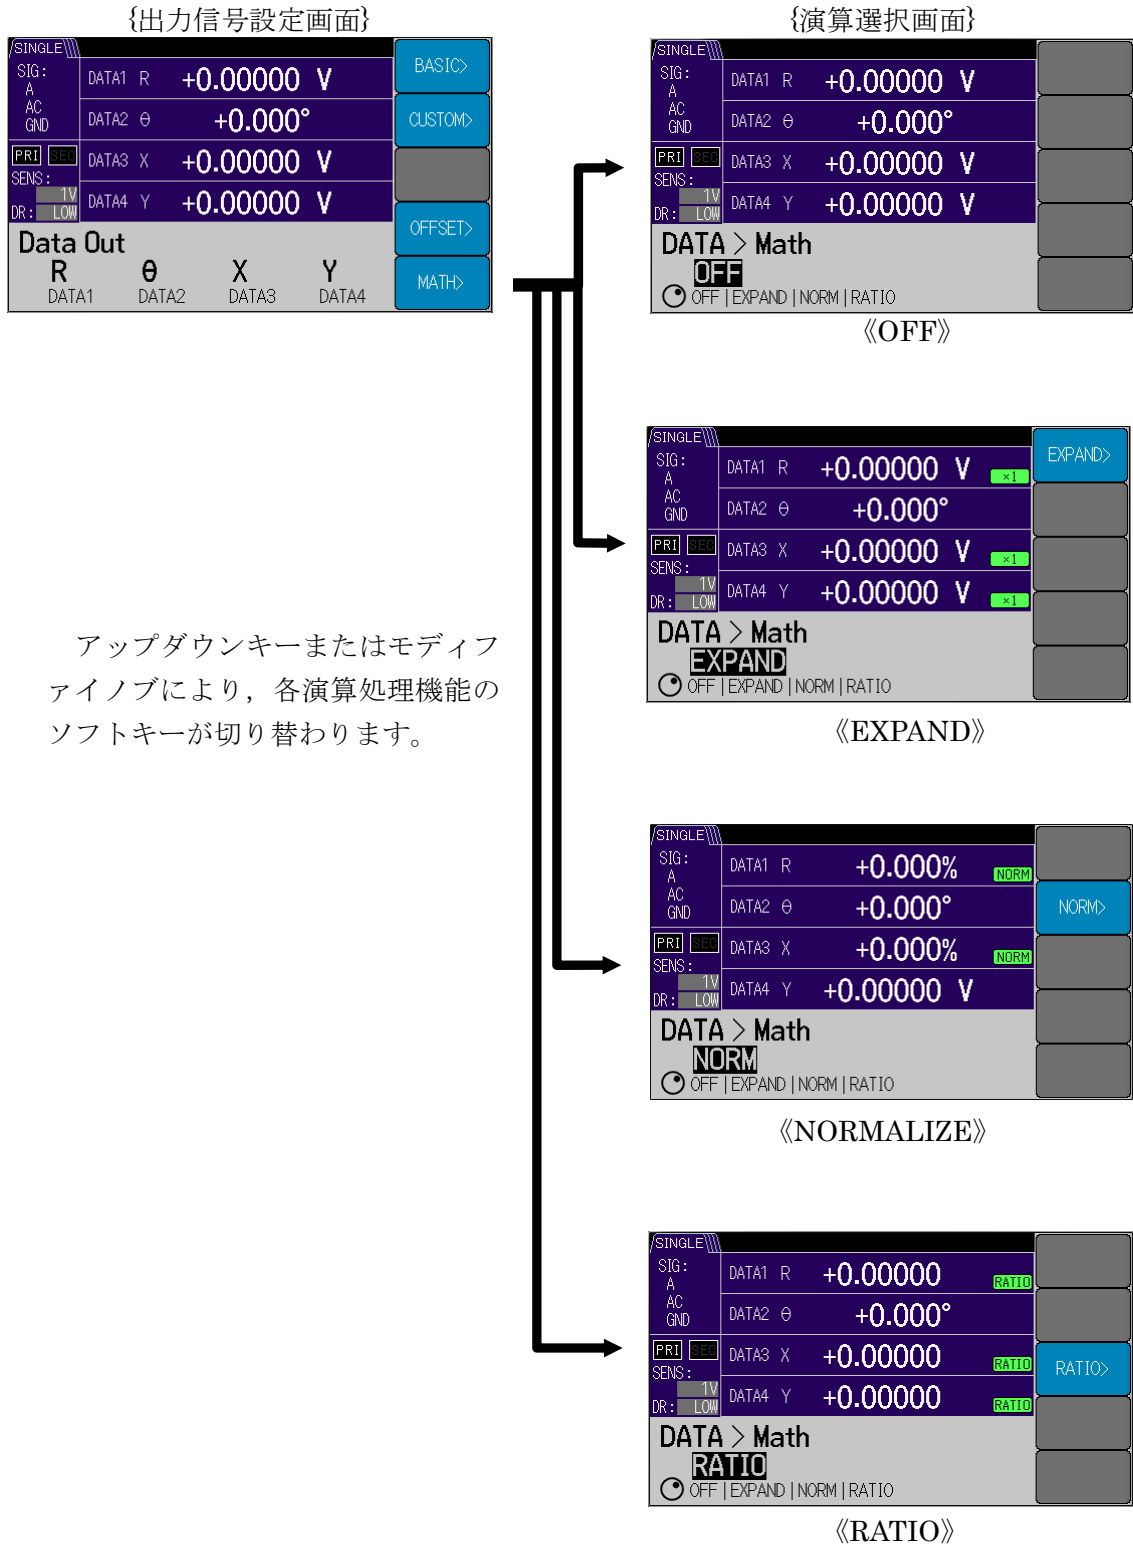 {出力信号設定画面}
SINGLE
SIG:
A
AC
GND
PRI SEC
SENS:
1V
DR: LOW
DATA1 R +0.00000 V
DATA2 θ +0.000°
DATA3 X +0.00000 V
DATA4 Y +0.00000 V
Data Out
R θ X Y
DATA1 DATA2 DATA3 DATA4
BASIC>
CUSTOM>
OFFSET>
MATH>
アップダウンキーまたはモディフ
ァイノブにより，各演算処理機能の
ソフトキーが切り替わります。
{演算選択画面}
SINGLE
SIG:
A
AC
GND
PRI SEC
SENS:
1V
DR: LOW
DATA1 R +0.00000 V
DATA2 θ +0.000°
DATA3 X +0.00000 V
DATA4 Y +0.00000 V
DATA > Math
OFF
OFF | EXPAND | NORM | RATIO
《OFF》
SINGLE
SIG:
A
AC
GND
PRI SEC
SENS:
1V
DR: LOW
DATA1 R +0.00000 V ×1
DATA2 θ +0.000°
DATA3 X +0.00000 V ×1
DATA4 Y +0.00000 V ×1
DATA > Math
EXPAND
OFF | EXPAND | NORM | RATIO
EXPAND>
《EXPAND》
SINGLE
SIG:
A
AC
GND
PRI SEC
SENS:
1V
DR: LOW
DATA1 R +0.000% NORM
DATA2 θ +0.000°
DATA3 X +0.000% NORM
DATA4 Y +0.00000 V
DATA > Math
NORM
OFF | EXPAND | NORM | RATIO
NORM>
《NORMALIZE》
SINGLE
SIG:
A
AC
GND
PRI SEC
SENS:
1V
DR: LOW
DATA1 R +0.00000 RATIO
DATA2 θ +0.000°
DATA3 X +0.00000 RATIO
DATA4 Y +0.00000 RATIO
DATA > Math
RATIO
OFF | EXPAND | NORM | RATIO
RATIO>
《RATIO》